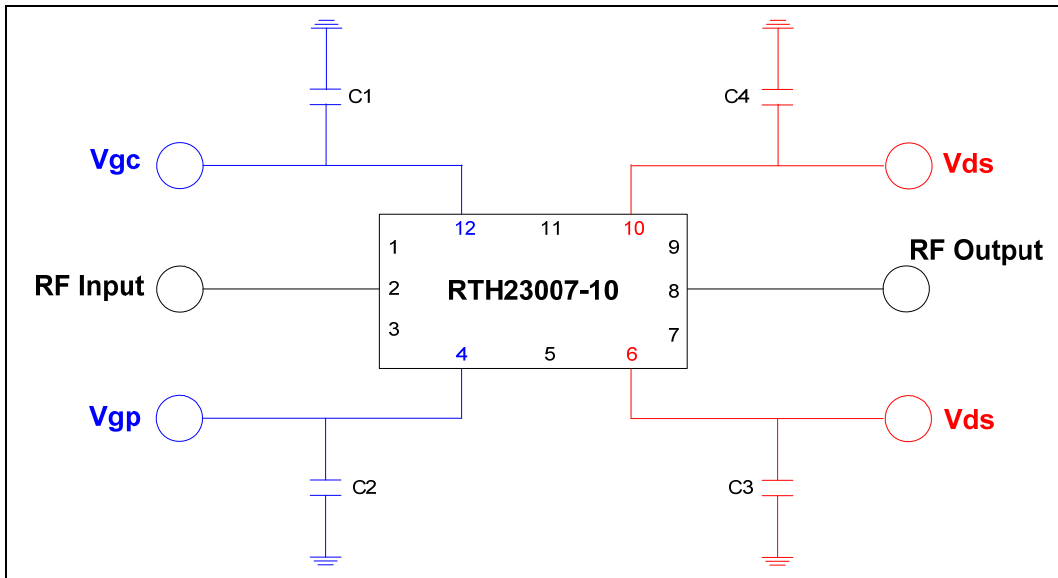 C1
C4
Vgc
Vds
12 11 10
1 9
RF Input
2 RTH23007-10 8
RF Output
3 7
4 5 6
Vgp
Vds
C2
C3